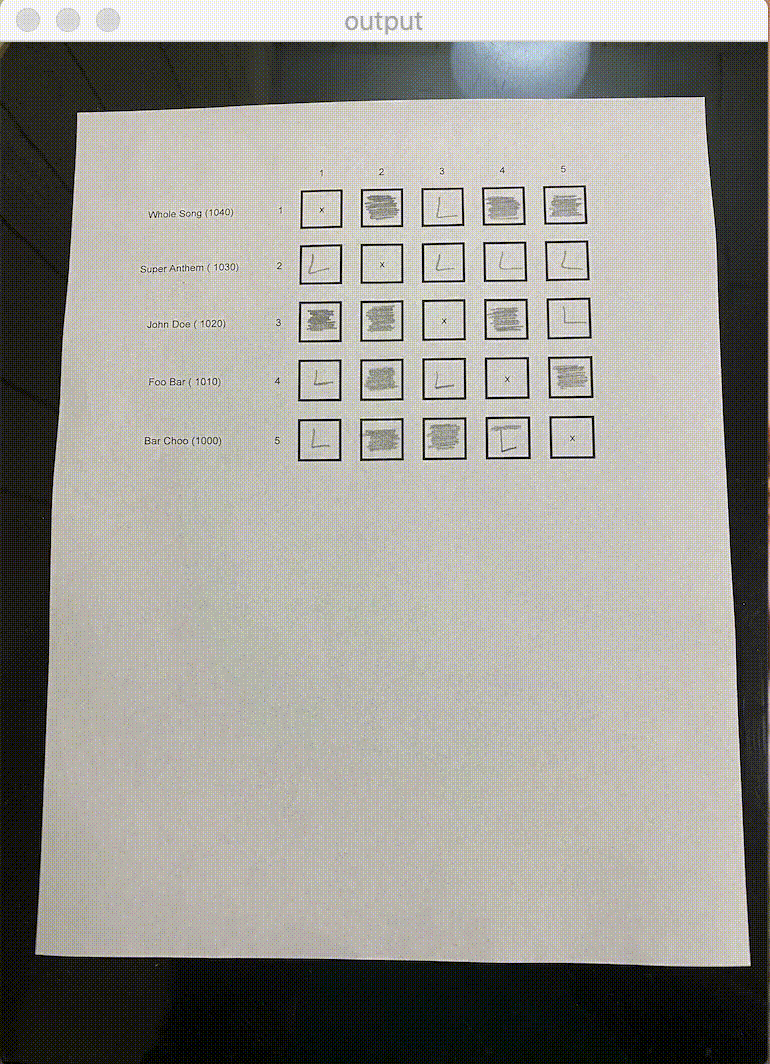 output
1 2 3 4 5
Whole Song (1040) 1 x L
Super Anthem ( 1030) 2 L x L L L
John Doe ( 1020) 3 x L
Foo Bar ( 1010) 4 L L x
Bar Choo (1000) 5 L L x